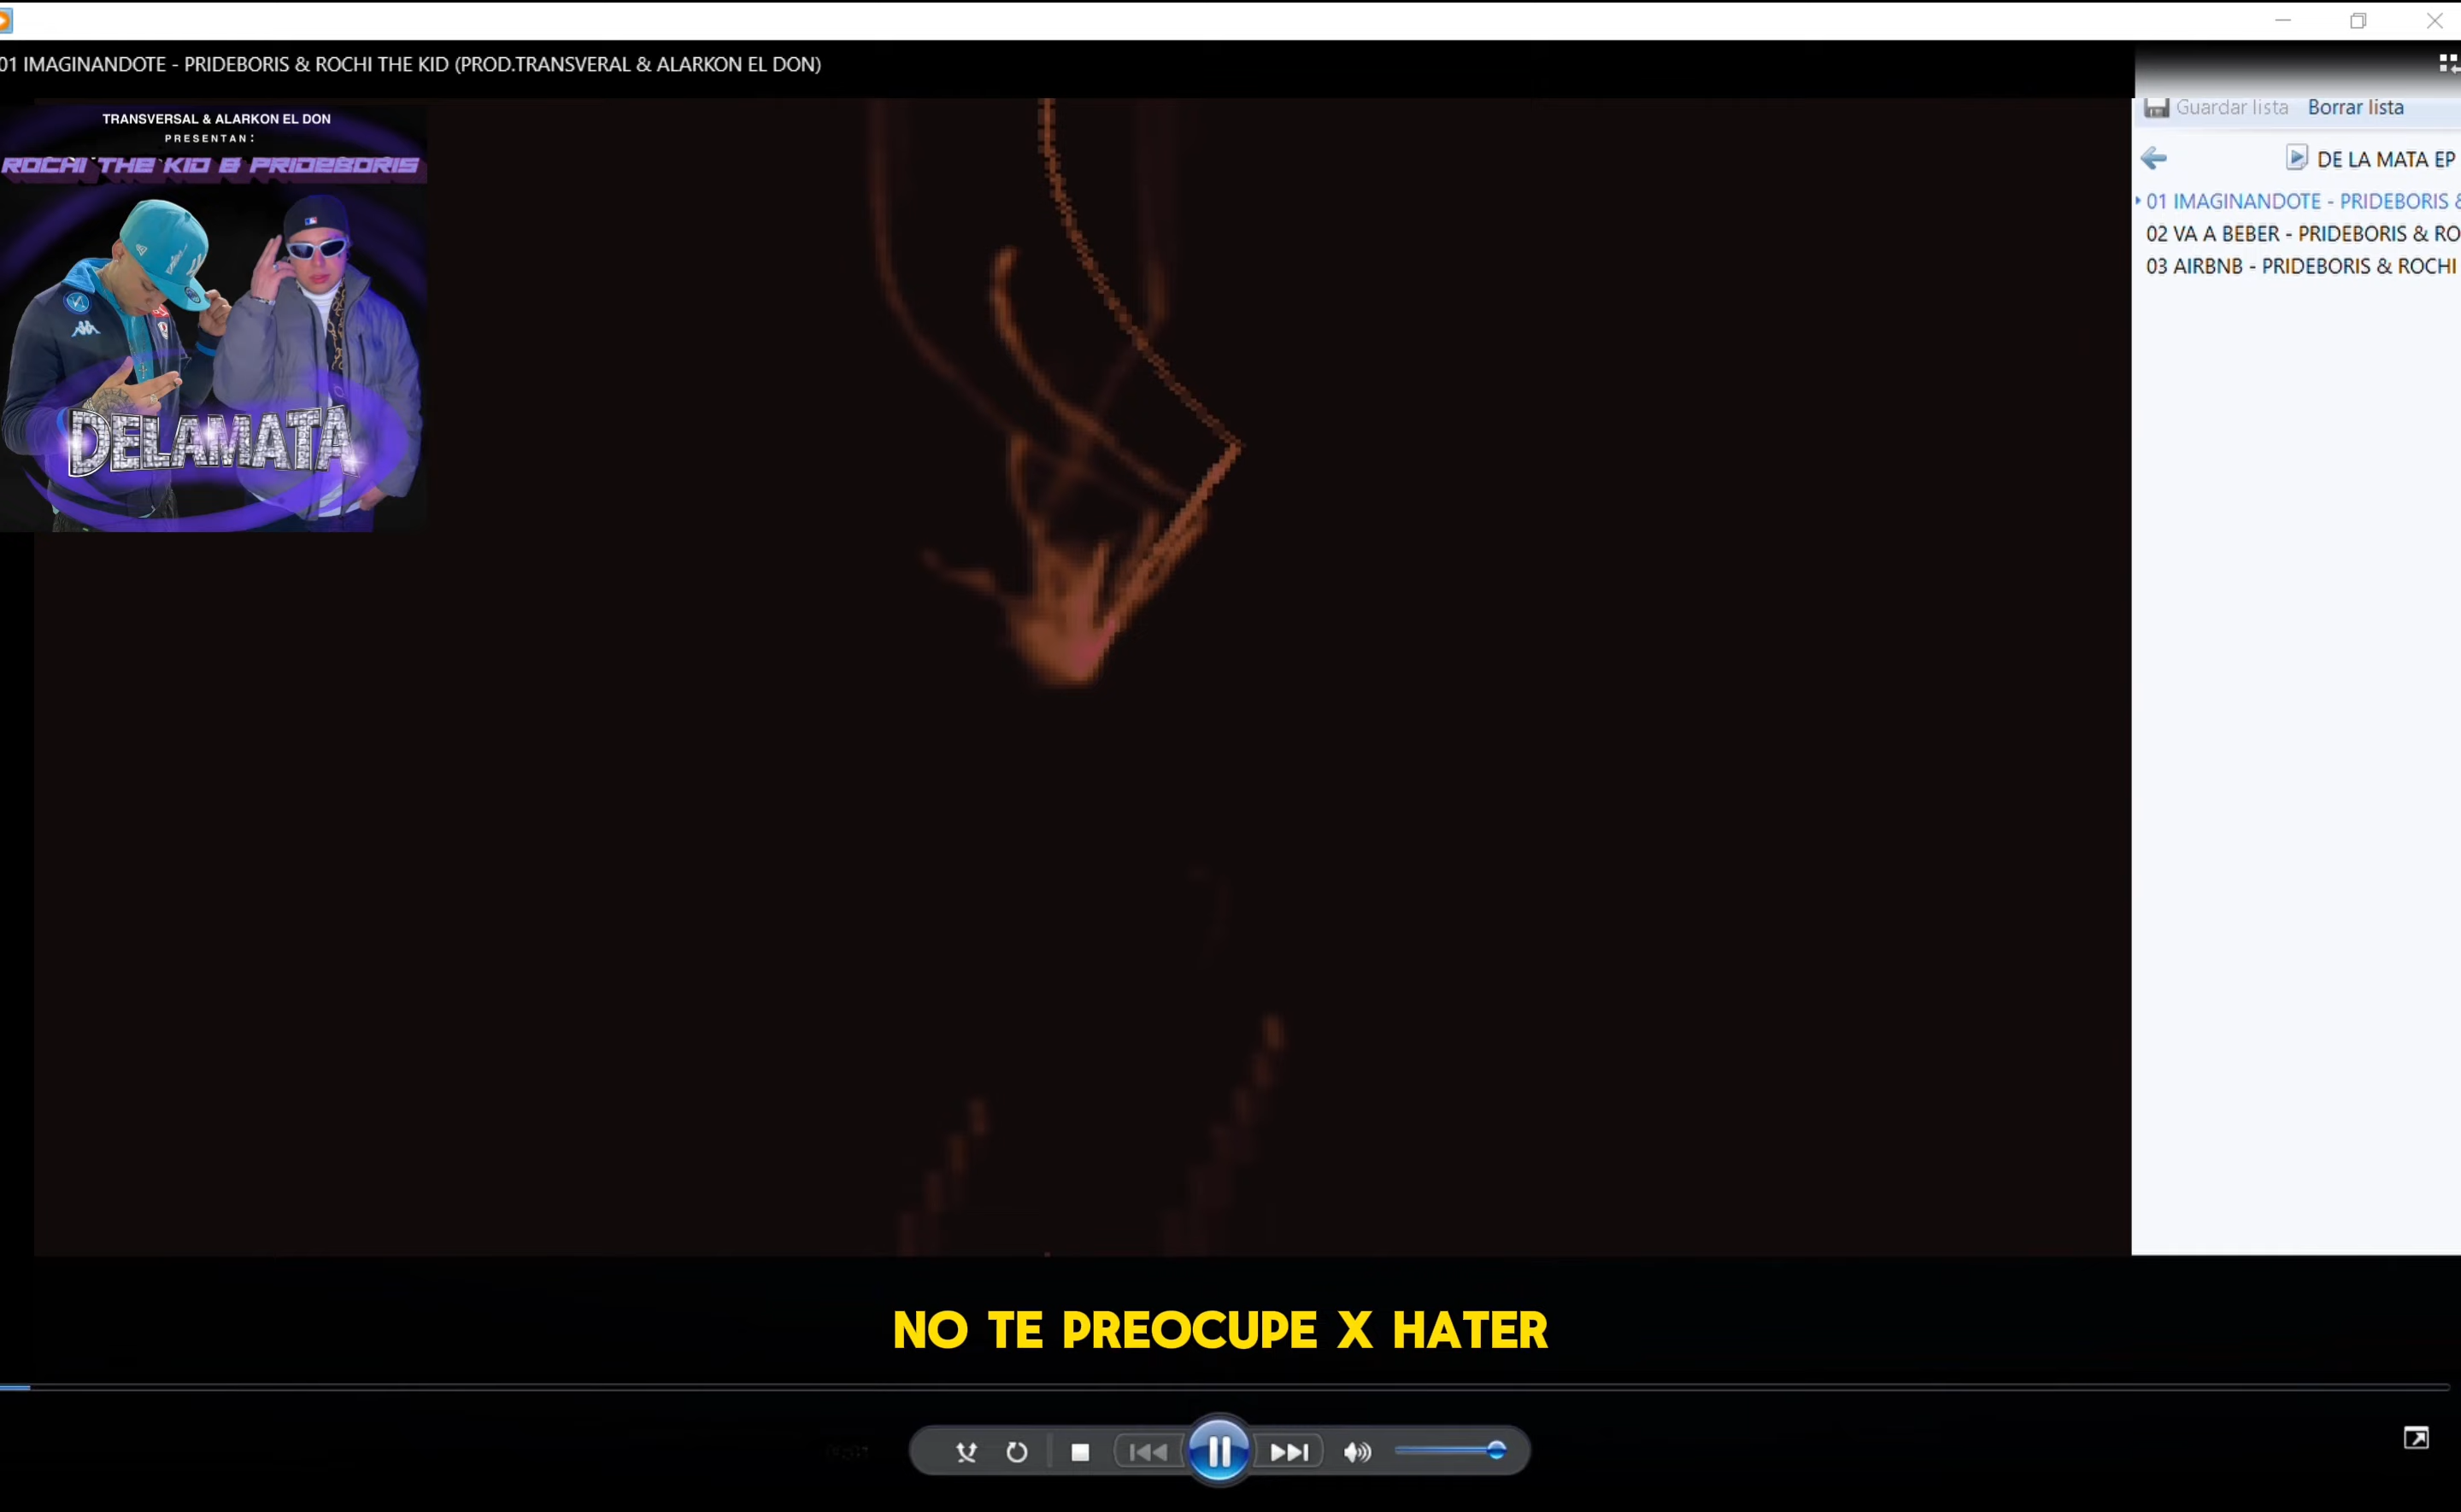 01 IMAGINANDOTE - PRIDEBORIS & ROCHI THE KID (PROD.TRANSVERAL & ALARKON EL DON)
Guardar lista Borrar lista
DE LA MATA EP
01 IMAGINANDOTE - PRIDEBORIS &
02 VA A BEBER - PRIDEBORIS & RO
03 AIRBNB - PRIDEBORIS & ROCHI
TRANSVERSAL & ALARKON EL DON
PRESENTAN:
ROCHI THE KID & PRIDEBORIS
DELAMATA
NO TE PREOCUPE X HATER